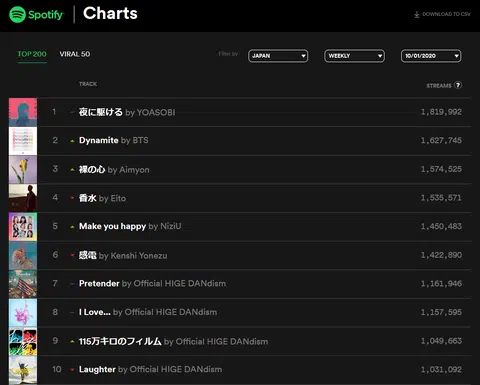 Spotify Charts
DOWNLOAD TO CSV
TOP 200 VIRAL 50 Filter by JAPAN WEEKLY 10/01/2020
TRACK STREAMS ?
1 夜に駆ける by YOASOBI 1,819,992
2 Dynamite by BTS 1,627,745
3 裸の心 by Aimyon 1,574,525
4 香水 by Eito 1,535,571
5 Make you happy by NiziU 1,450,483
6 感電 by Kenshi Yonezu 1,422,890
7 Pretender by Official HIGE DANdism 1,161,946
8 I Love... by Official HIGE DANdism 1,157,595
9 115万キロのフィルム by Official HIGE DANdism 1,049,663
10 Laughter by Official HIGE DANdism 1,031,092